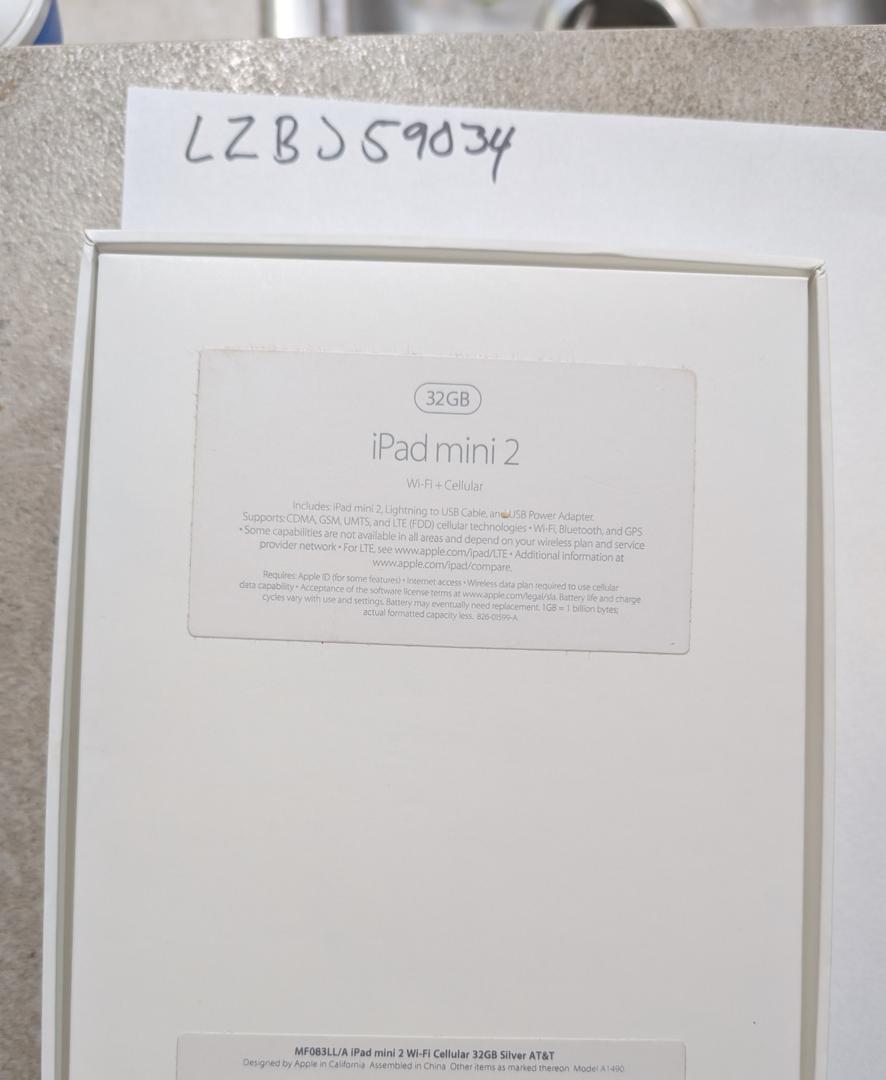 LZBJ59034
32GB
iPad mini 2
Wi-Fi + Cellular
Includes: iPad mini 2, Lightning to USB Cable, and USB Power Adapter.
Supports: CDMA, GSM, UMTS, and LTE (FDD) cellular technologies • Wi-Fi, Bluetooth, and GPS
• Some capabilities are not available in all areas and depend on your wireless plan and service
provider network • For LTE, see www.apple.com/ipad/LTE • Additional information at
www.apple.com/ipad/compare.
Requires: Apple ID (for some features) • Internet access • Wireless data plan required to use cellular
data capability • Acceptance of the software license terms at www.apple.com/legal/sla. Battery life and charge
cycles vary with use and settings. Battery may eventually need replacement. 1GB = 1 billion bytes;
actual formatted capacity less. 826-01599-A
MF083LL/A iPad mini 2 Wi-Fi Cellular 32GB Silver AT&T
Designed by Apple in California Assembled in China Other items as marked thereon Model A1490